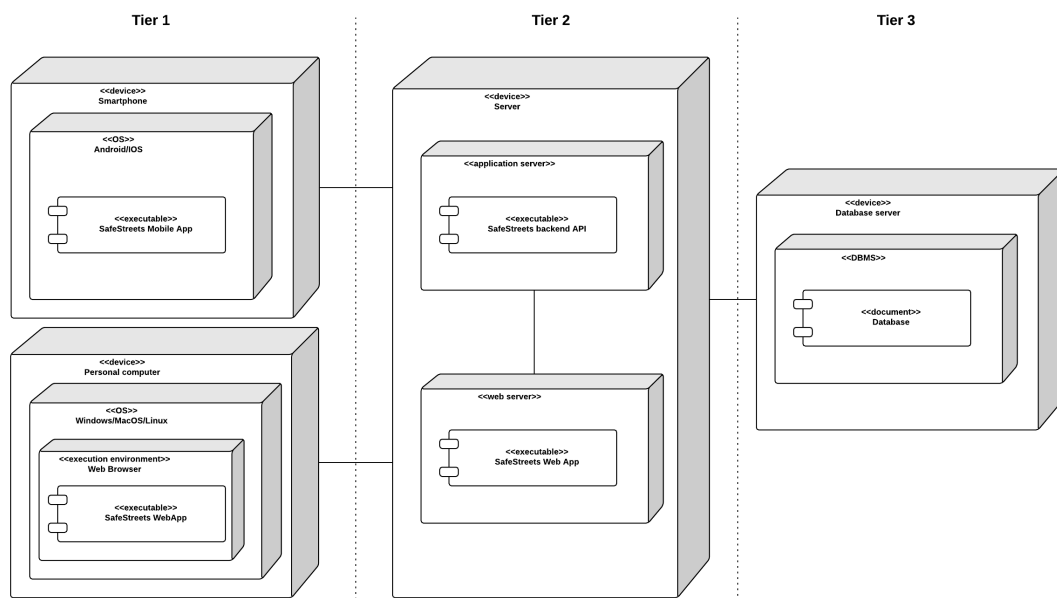 Tier 1
Tier 2
Tier 3
<<device>>
Smartphone
<<OS>>
Android/IOS
<<executable>>
SafeStreets Mobile App
<<device>>
Personal computer
<<OS>>
Windows/MacOS/Linux
<<execution environment>>
Web Browser
<<executable>>
SafeStreets WebApp
<<device>>
Server
<<application server>>
<<executable>>
SafeStreets backend API
<<web server>>
<<executable>>
SafeStreets Web App
<<device>>
Database server
<<DBMS>>
<<document>>
Database